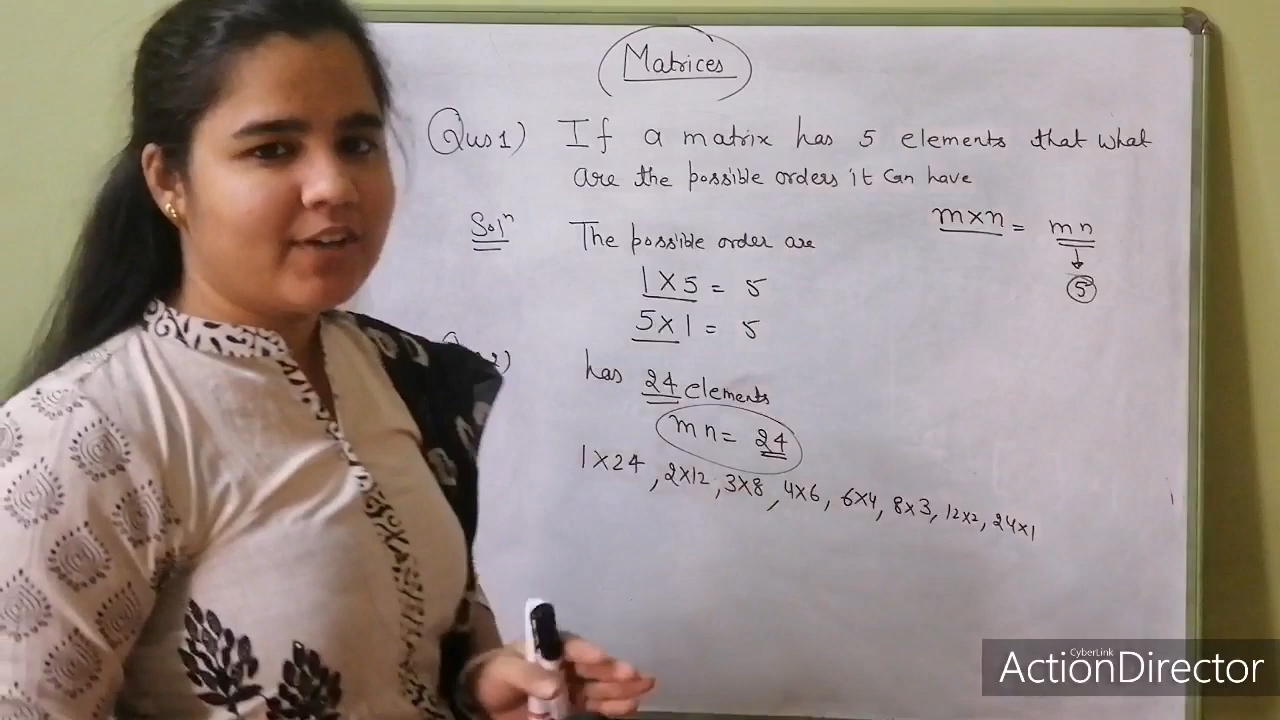 Matrices
Qus 1) If a matrix has 5 elements that what
are the possible orders it can have
m×n = mn
Solⁿ The possible order are
1 × 5 = 5
5
5 × 1 = 5
has 24 elements
mn = 24
1×24, 2×12, 3×8, 4×6, 6×4, 8×3, 12×2, 24×1
CyberLink
ActionDirector